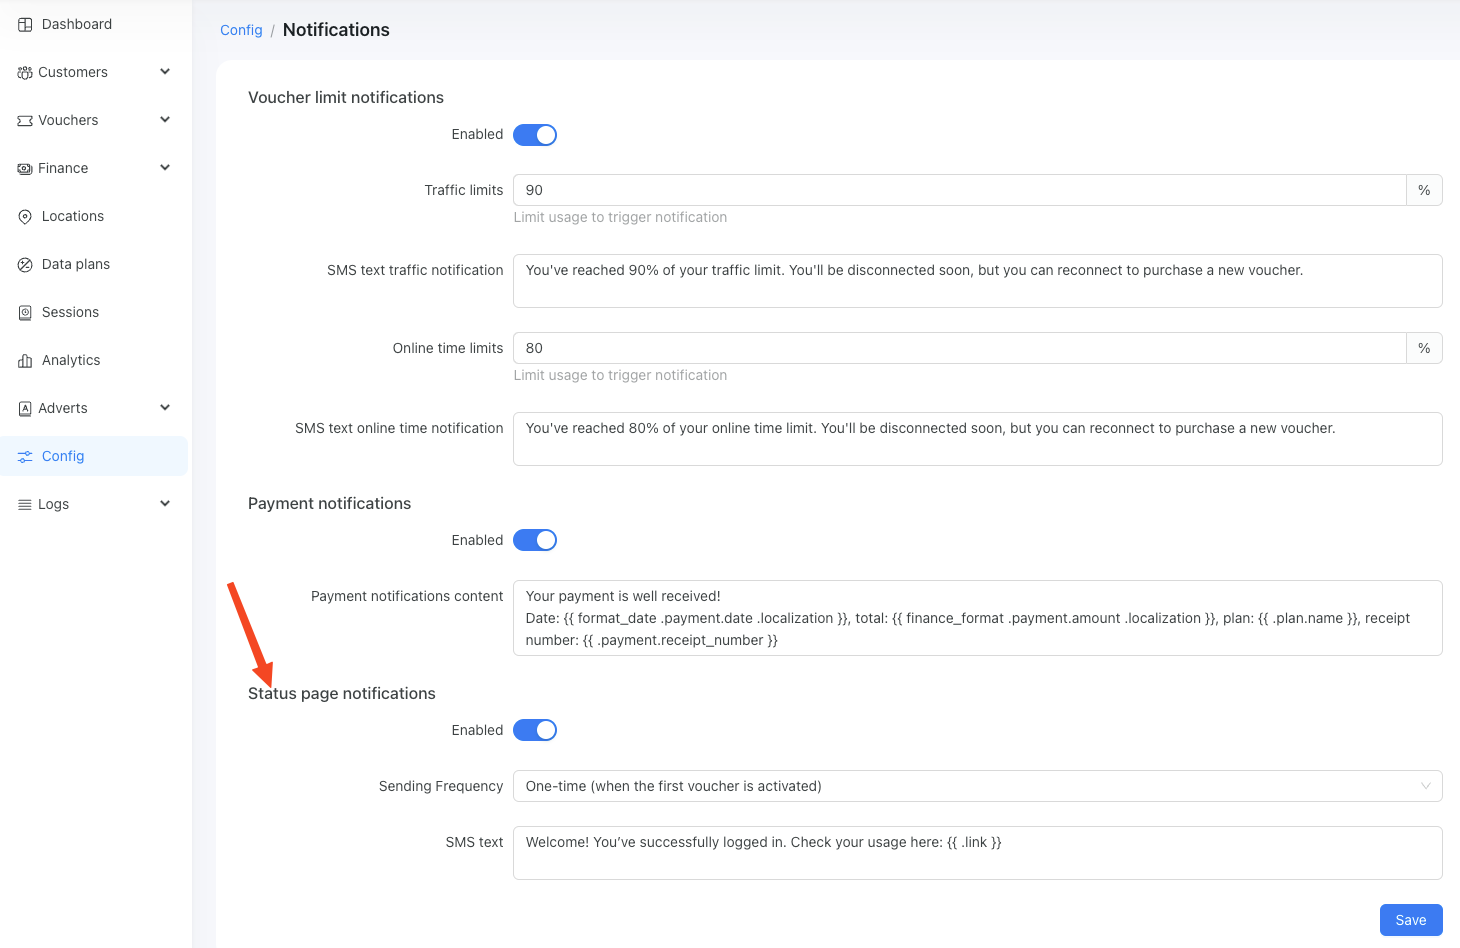 Dashboard
Customers
Vouchers
Finance
Locations
Data plans
Sessions
Analytics
Adverts
Config
Logs
Config / Notifications
Voucher limit notifications
Enabled
Traffic limits 90 %
Limit usage to trigger notification
SMS text traffic notification You've reached 90% of your traffic limit. You'll be disconnected soon, but you can reconnect to purchase a new voucher.
Online time limits 80 %
Limit usage to trigger notification
SMS text online time notification You've reached 80% of your online time limit. You'll be disconnected soon, but you can reconnect to purchase a new voucher.
Payment notifications
Enabled
Payment notifications content Your payment is well received!
Date: {{ format_date .payment.date .localization }}, total: {{ finance_format .payment.amount .localization }}, plan: {{ .plan.name }}, receipt
number: {{ .payment.receipt_number }}
Status page notifications
Enabled
Sending Frequency One-time (when the first voucher is activated)
SMS text Welcome! You’ve successfully logged in. Check your usage here: {{ .link }}
Save